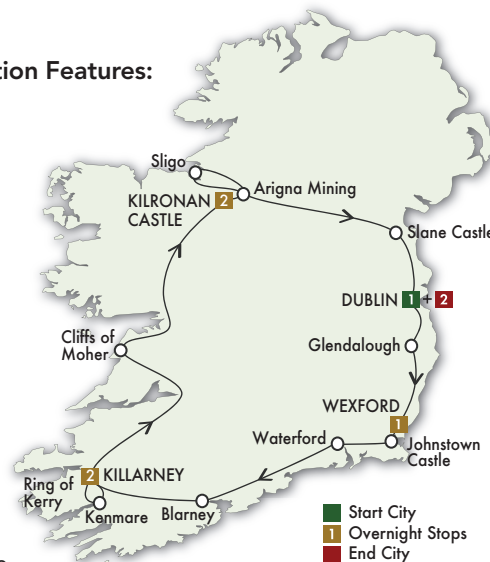 tion Features:
Sligo
Arigna Mining
KILRONAN 2
CASTLE
Slane Castle
DUBLIN 1 + 2
Cliffs of
Moher
Glendalough
WEXFORD
1
Waterford
Johnstown
Castle
2 KILLARNEY
Ring of
Kerry
Kenmare
Blarney
Start City
1 Overnight Stops
End City